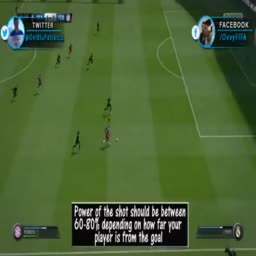 TWITTER
FACEBOOK
/OvvyFIFA
Power of the shot should be between
60-80% depending on how far your
player is from the goal